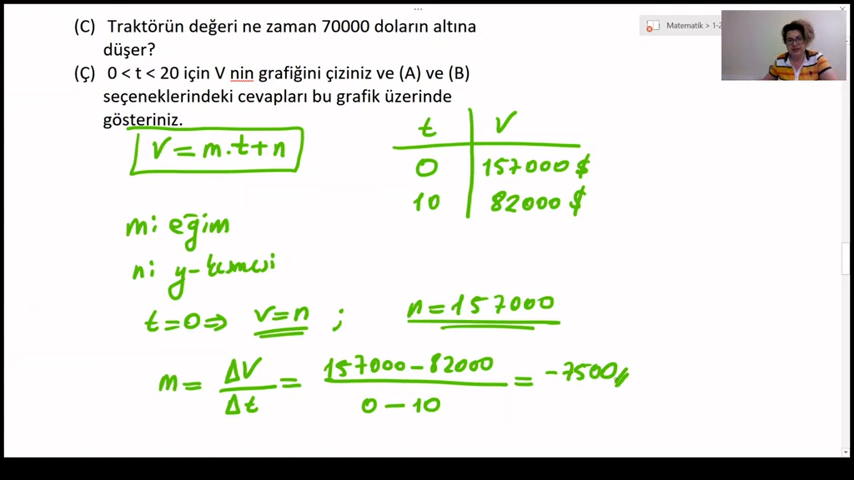 (C) Traktörün değeri ne zaman 70000 doların altına
düşer?
(Ç) 0 < t < 20 için V nin grafiğini çiziniz ve (A) ve (B)
seçeneklerindeki cevapları bu grafik üzerinde
gösteriniz.
Matematik > 1-2
V = m.t+n
t V
0 157000 $
10 82000 $
m: eğim
n: y-kesmesi
t=0 ⇒ V=n ; n=157000
m = ΔV/Δt = (157000-82000)/(0-10) = -7500